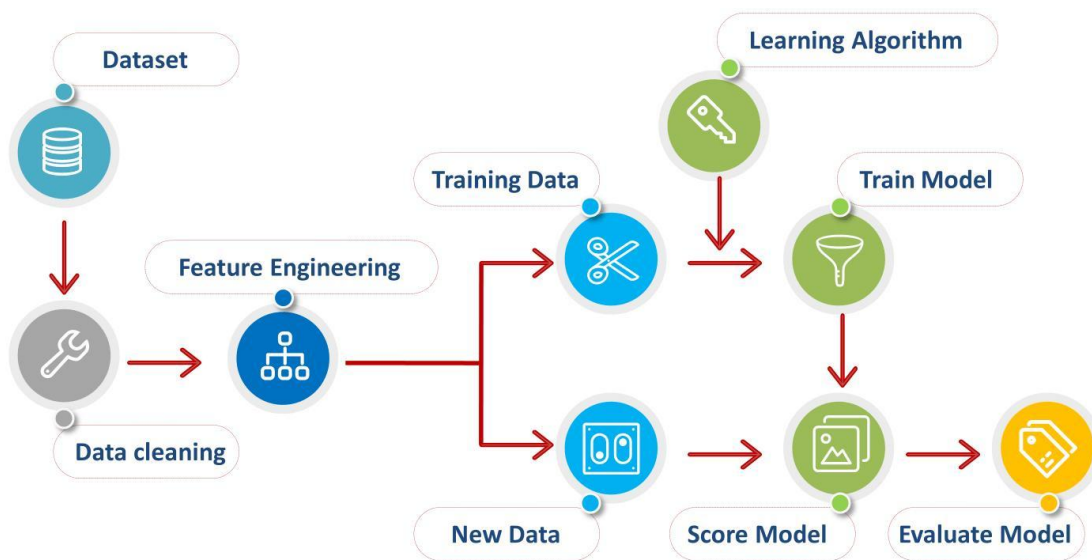 Dataset
Learning Algorithm
Training Data
Train Model
Feature Engineering
Data cleaning
New Data
Score Model
Evaluate Model